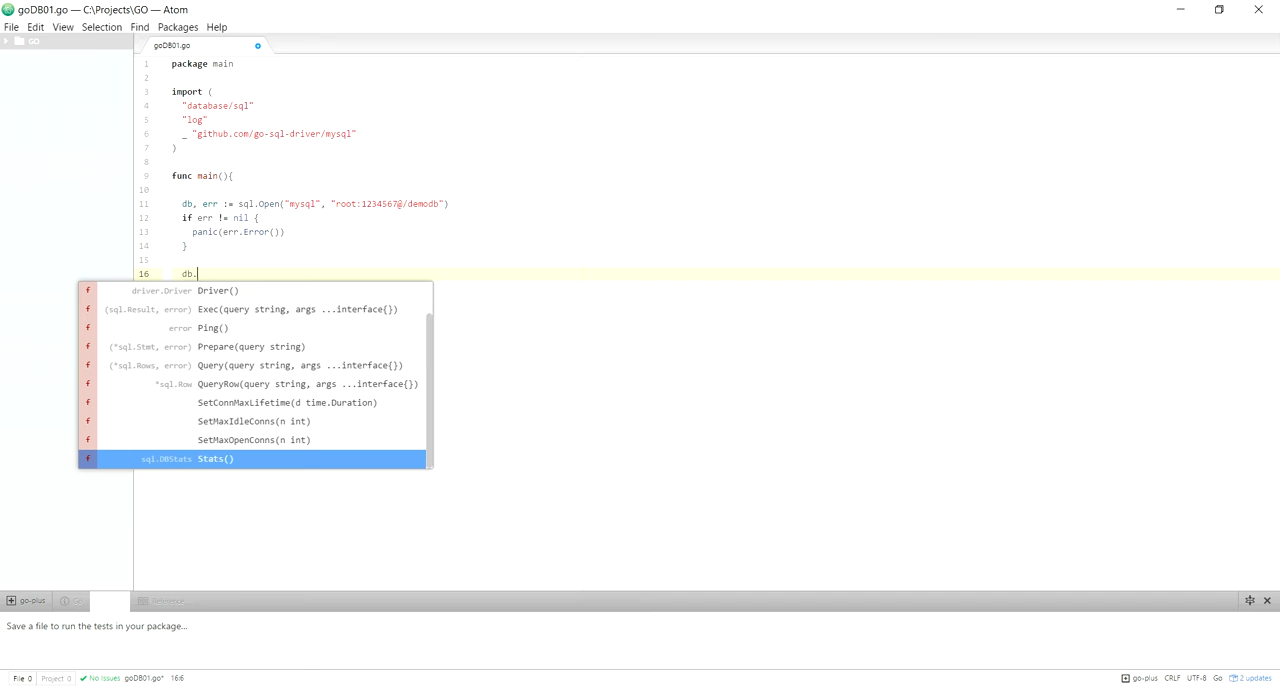 goDB01.go — C:\Projects\GO — Atom
File Edit View Selection Find Packages Help
GO
goDB01.go
1 package main
2
3 import (
4 "database/sql"
5 "log"
6 _ "github.com/go-sql-driver/mysql"
7 )
8
9 func main(){
10
11 db, err := sql.Open("mysql", "root:1234567@/demodb")
12 if err != nil {
13 panic(err.Error())
14 }
15
16 db.
f driver.Driver Driver()
f (sql.Result, error) Exec(query string, args ...interface{})
f error Ping()
f (*sql.Stmt, error) Prepare(query string)
f (*sql.Rows, error) Query(query string, args ...interface{})
f *sql.Row QueryRow(query string, args ...interface{})
f SetConnMaxLifetime(d time.Duration)
f SetMaxIdleConns(n int)
f SetMaxOpenConns(n int)
f sql.DBStats Stats()
go-plus Reference
Save a file to run the tests in your package...
File 0 Project 0 No Issues goDB01.go* 16:6 go-plus CRLF UTF-8 Go 2 updates